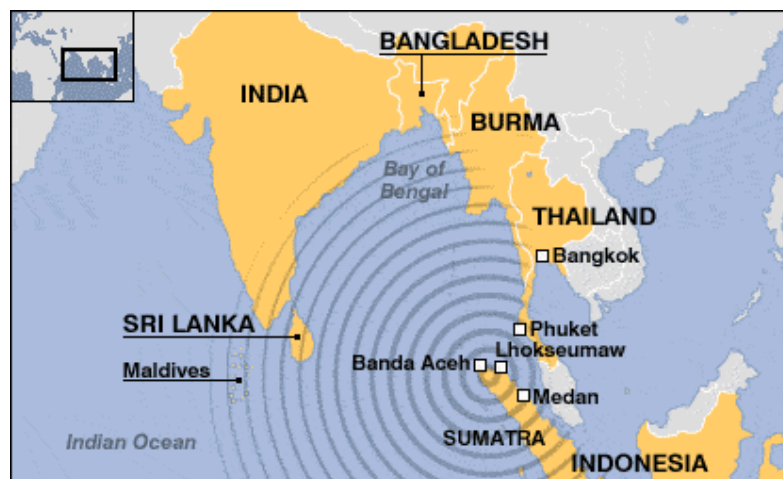 BANGLADESH
INDIA
BURMA
Bay of
Bengal
THAILAND
Bangkok
SRI LANKA
Phuket
Lhokseumaw
Banda Aceh
Maldives
Medan
Indian Ocean
SUMATRA
INDONESIA